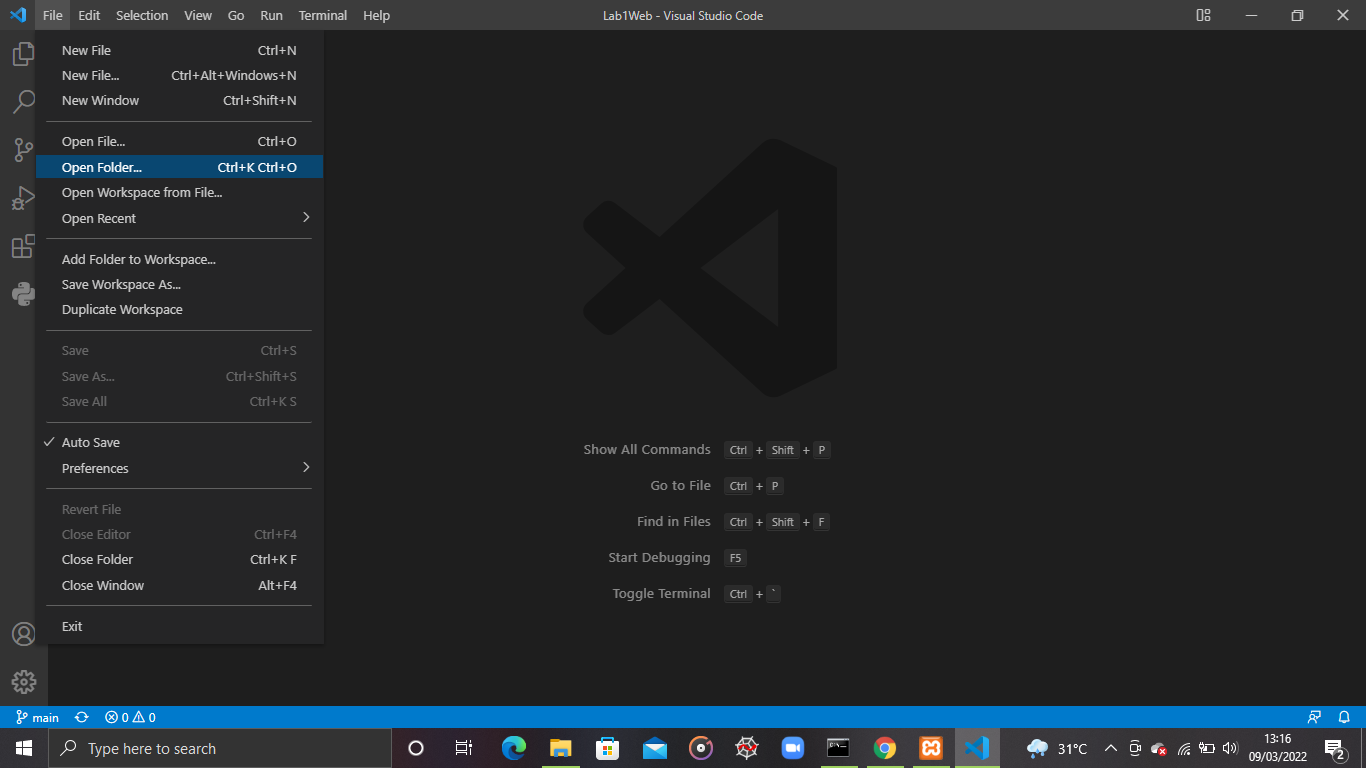 File Edit Selection View Go Run Terminal Help
Lab1Web - Visual Studio Code
New File Ctrl+N
New File... Ctrl+Alt+Windows+N
New Window Ctrl+Shift+N
Open File... Ctrl+O
Open Folder... Ctrl+K Ctrl+O
Open Workspace from File...
Open Recent
Add Folder to Workspace...
Save Workspace As...
Duplicate Workspace
Save Ctrl+S
Save As... Ctrl+Shift+S
Save All Ctrl+K S
Auto Save
Preferences
Revert File
Close Editor Ctrl+F4
Close Folder Ctrl+K F
Close Window Alt+F4
Exit
Show All Commands Ctrl + Shift + P
Go to File Ctrl + P
Find in Files Ctrl + Shift + F
Start Debugging F5
Toggle Terminal Ctrl + `
main 0 0
Type here to search
31°C
13:16
09/03/2022
2